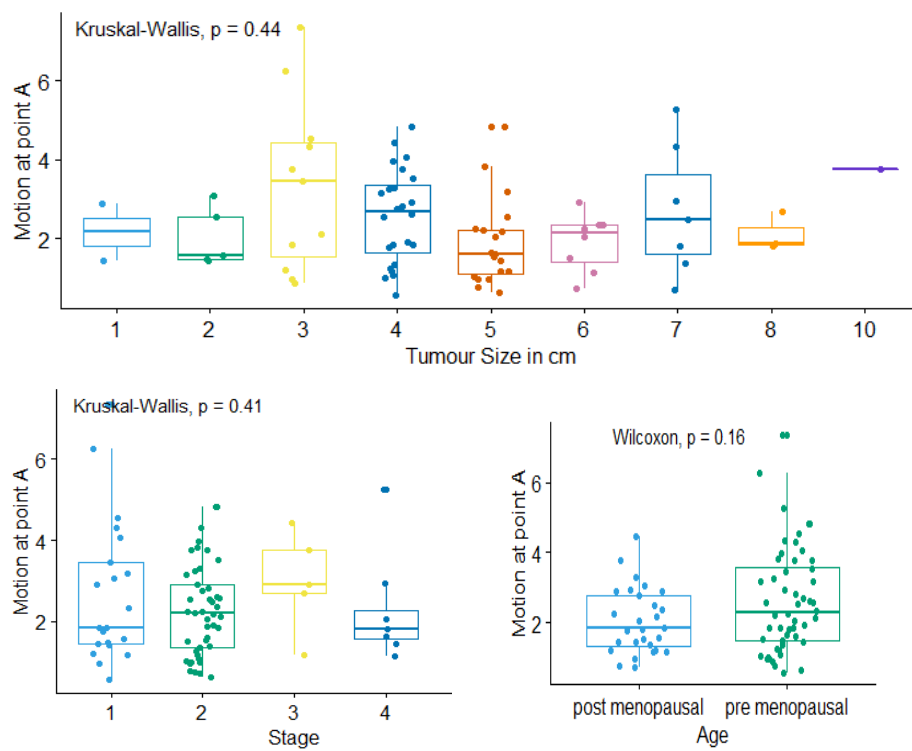 Kruskal-Wallis, p = 0.44
Motion at point A
6
4
2
1 2 3 4 5 6 7 8 10
Tumour Size in cm
Kruskal-Wallis, p = 0.41
Motion at point A
6
4
2
1 2 3 4
Stage
Wilcoxon, p = 0.16
Motion at point A
6
4
2
post menopausal pre menopausal
Age